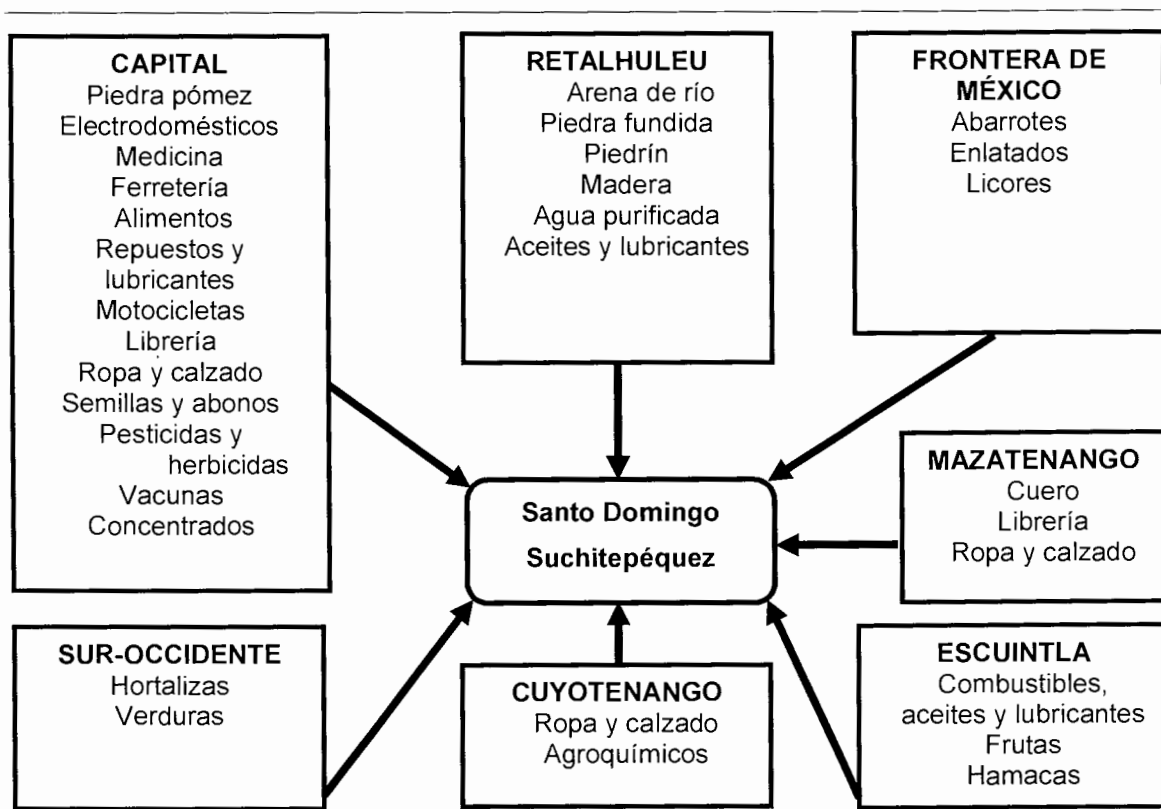 CAPITAL
Piedra pómez
Electrodomésticos
Medicina
Ferretería
Alimentos
Repuestos y
lubricantes
Motocicletas
Librería
Ropa y calzado
Semillas y abonos
Pesticidas y
herbicidas
Vacunas
Concentrados
RETALHULEU
Arena de río
Piedra fundida
Piedrín
Madera
Agua purificada
Aceites y lubricantes
FRONTERA DE
MÉXICO
Abarrotes
Enlatados
Licores
Santo Domingo
Suchitepéquez
MAZATENANGO
Cuero
Librería
Ropa y calzado
SUR-OCCIDENTE
Hortalizas
Verduras
CUYOTENANGO
Ropa y calzado
Agroquímicos
ESCUINTLA
Combustibles,
aceites y lubricantes
Frutas
Hamacas